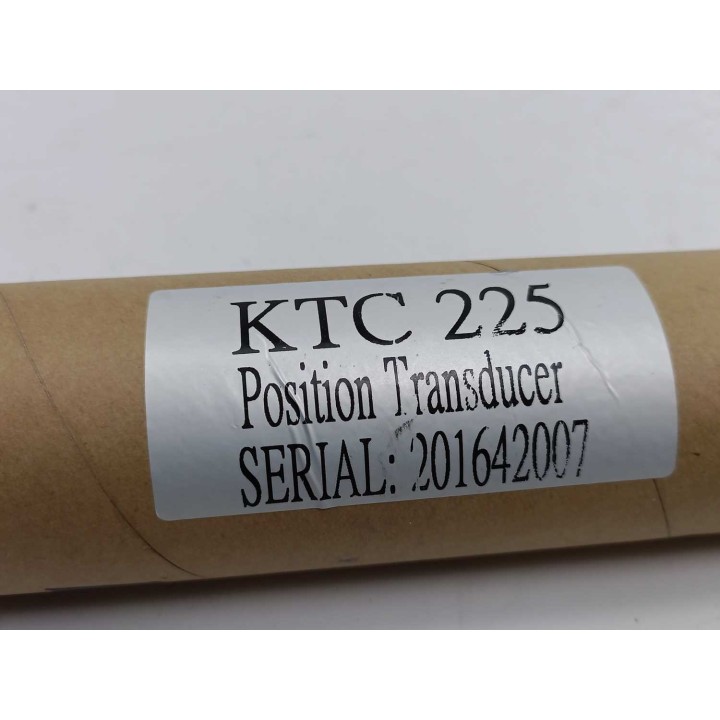 KTC 225
Position Transducer
SERIAL: 201642007